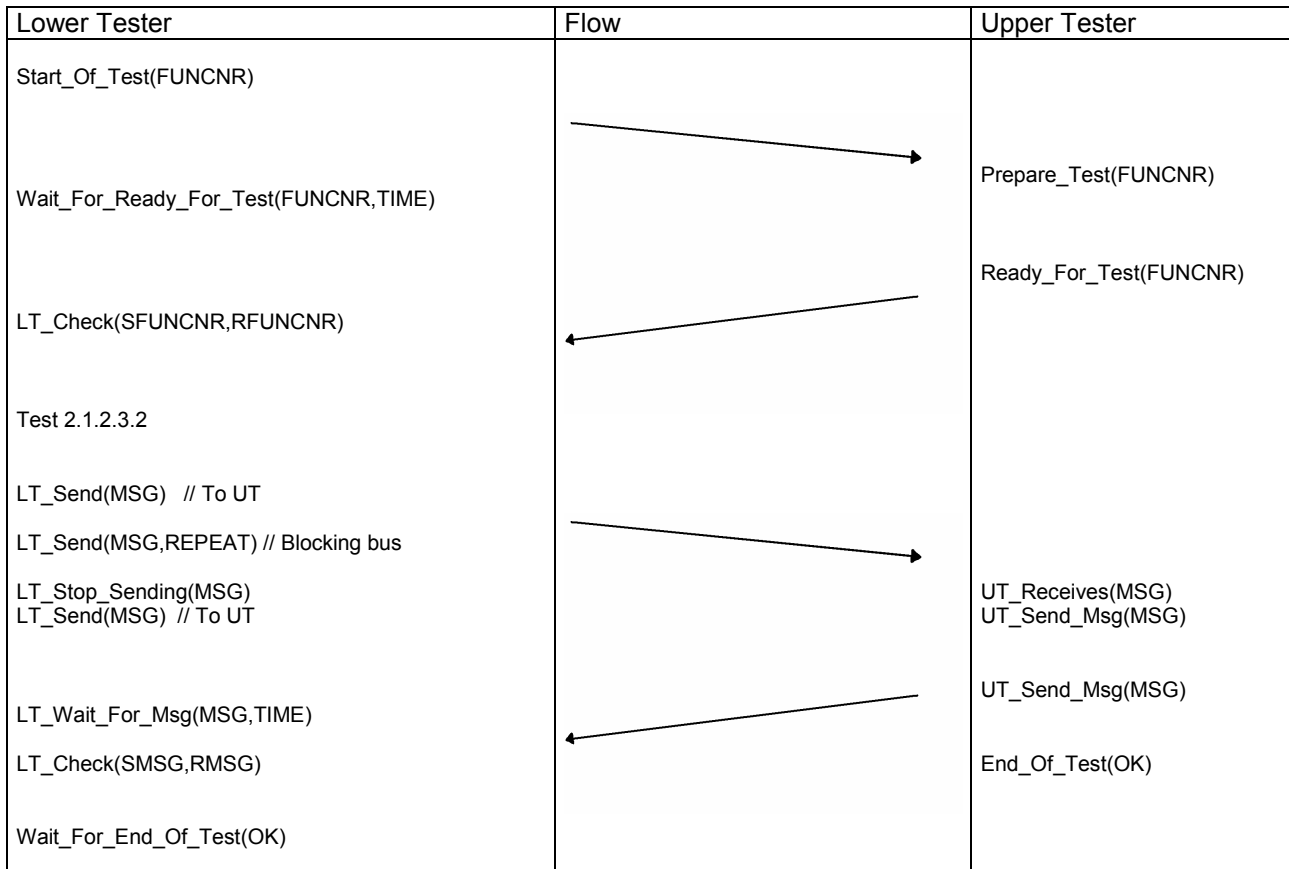 Lower Tester
Flow
Upper Tester
Start_Of_Test(FUNCNR)
Prepare_Test(FUNCNR)
Wait_For_Ready_For_Test(FUNCNR,TIME)
Ready_For_Test(FUNCNR)
LT_Check(SFUNCNR,RFUNCNR)
Test 2.1.2.3.2
LT_Send(MSG) // To UT
LT_Send(MSG,REPEAT) // Blocking bus
LT_Stop_Sending(MSG)
UT_Receives(MSG)
LT_Send(MSG) // To UT
UT_Send_Msg(MSG)
UT_Send_Msg(MSG)
LT_Wait_For_Msg(MSG,TIME)
LT_Check(SMSG,RMSG)
End_Of_Test(OK)
Wait_For_End_Of_Test(OK)